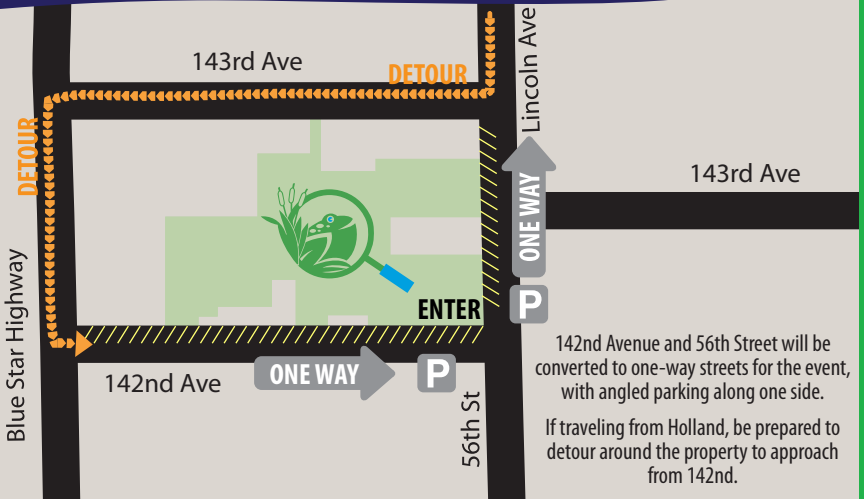 143rd Ave
DETOUR
Lincoln Ave
DETOUR
143rd Ave
ONE WAY
Blue Star Highway
ENTER
P
142nd Ave
ONE WAY
P
56th St
142nd Avenue and 56th Street will be
converted to one-way streets for the event,
with angled parking along one side.
If traveling from Holland, be prepared to
detour around the property to approach
from 142nd.